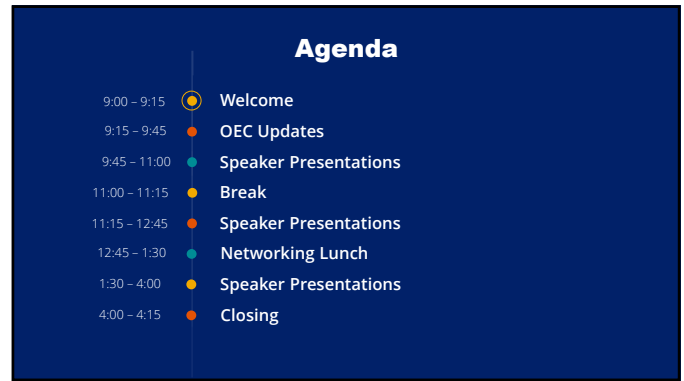 Agenda
9:00 – 9:15 Welcome
9:15 – 9:45 OEC Updates
9:45 – 11:00 Speaker Presentations
11:00 – 11:15 Break
11:15 – 12:45 Speaker Presentations
12:45 – 1:30 Networking Lunch
1:30 – 4:00 Speaker Presentations
4:00 – 4:15 Closing